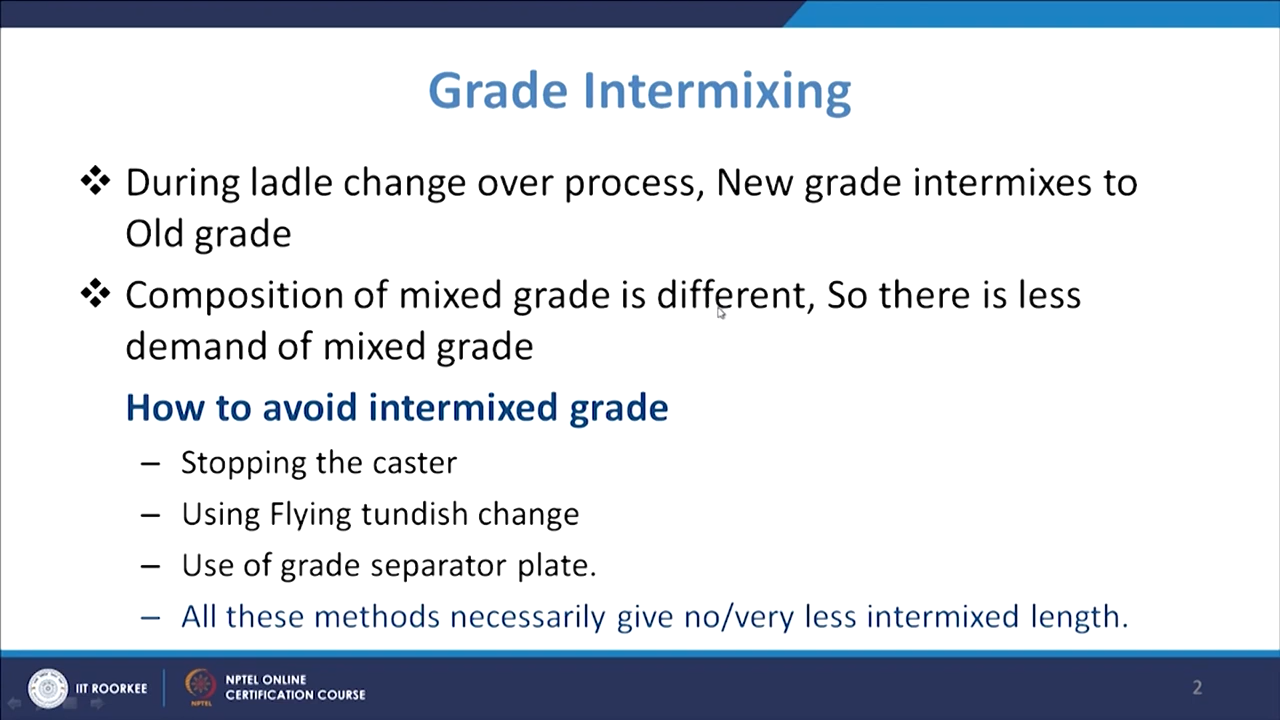 Grade Intermixing
❖ During ladle change over process, New grade intermixes to
Old grade
❖ Composition of mixed grade is different, So there is less
demand of mixed grade
How to avoid intermixed grade
– Stopping the caster
– Using Flying tundish change
– Use of grade separator plate.
– All these methods necessarily give no/very less intermixed length.
IIT ROORKEE
NPTEL
NPTEL ONLINE
CERTIFICATION COURSE
2